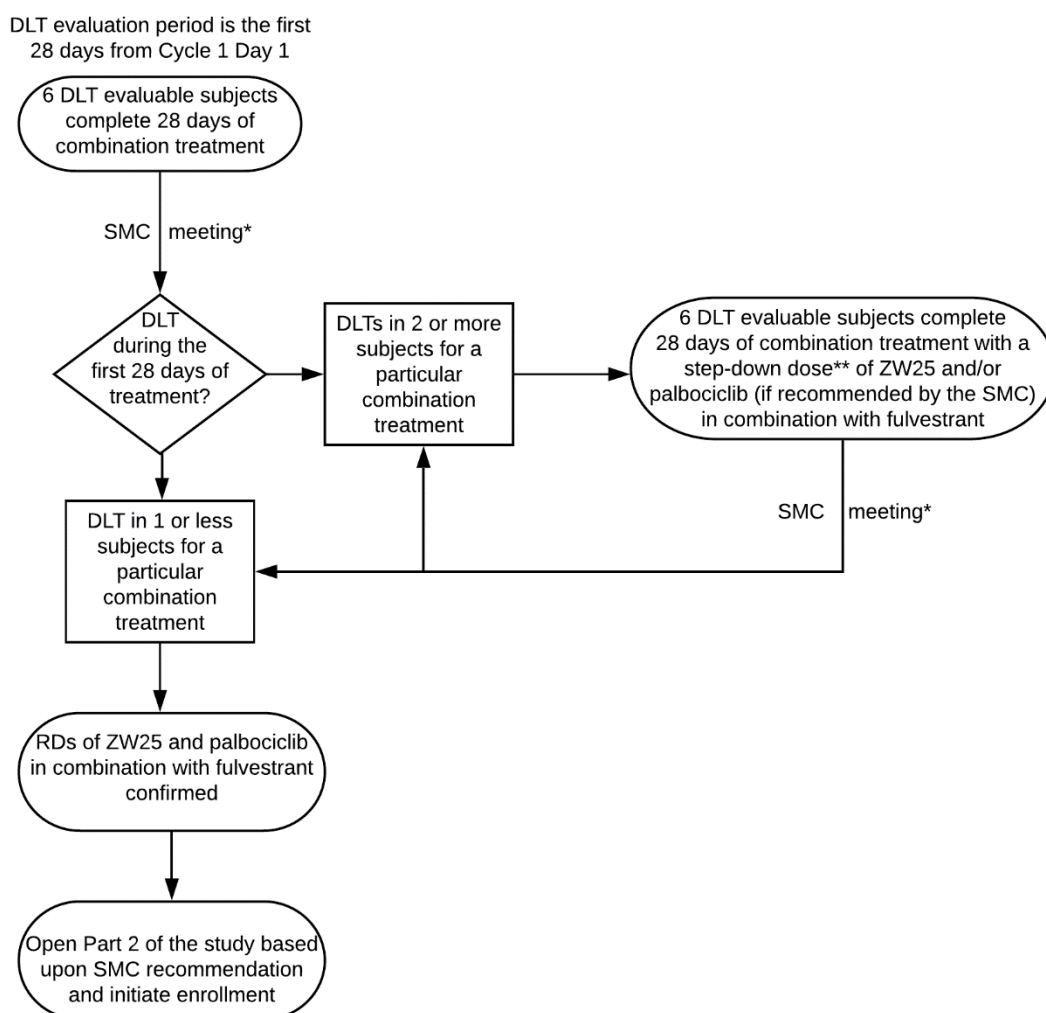 DLT evaluation period is the first
28 days from Cycle 1 Day 1
6 DLT evaluable subjects
complete 28 days of
combination treatment
SMC meeting*
DLT
during the
first 28 days of
treatment?
DLTs in 2 or more
subjects for a
particular
combination
treatment
6 DLT evaluable subjects complete
28 days of combination treatment with a
step-down dose** of ZW25 and/or
palbociclib (if recommended by the SMC)
in combination with fulvestrant
SMC meeting*
DLT in 1 or less
subjects for a
particular
combination
treatment
RDs of ZW25 and palbociclib
in combination with fulvestrant
confirmed
Open Part 2 of the study based
upon SMC recommendation
and initiate enrollment